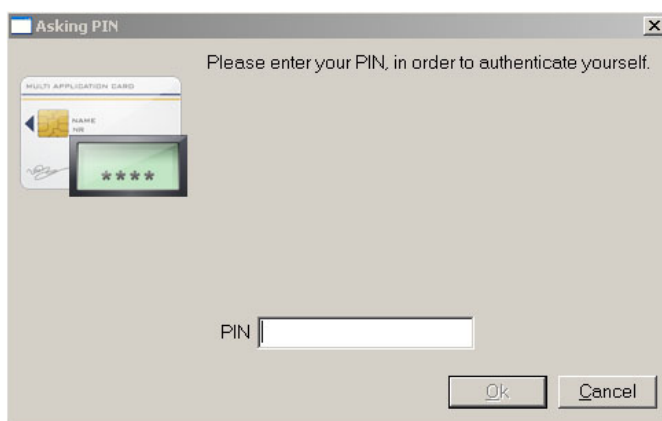 Asking PIN
Please enter your PIN, in order to authenticate yourself.
MULTI APPLICATION CARD
NAME
NR
****
PIN
Ok
Cancel